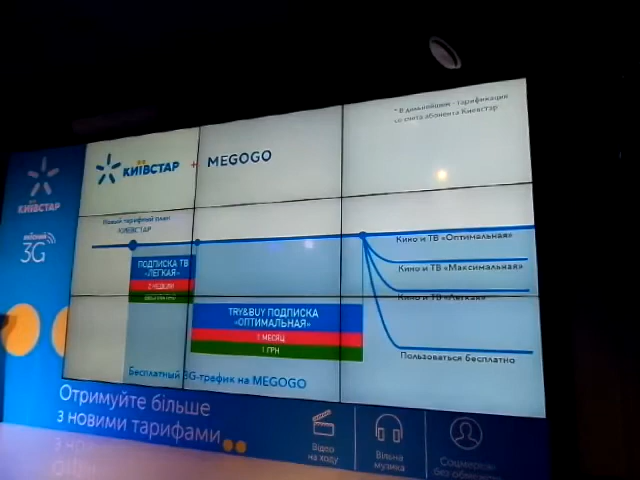 * В дальнейшем - тарификация
со счета абонента Киевстар
КИЇВСТАР + MEGOGO
КИЇВСТАР
3G
Новый тарифный план
КИЕВСТАР
ПОДПИСКА ТВ
«ЛЕГКАЯ»
2 НЕДЕЛИ
TRY&BUY ПОДПИСКА
«ОПТИМАЛЬНАЯ»
1 МЕСЯЦ
1 ГРН
Кино и ТВ «Оптимальная»
Кино и ТВ «Максимальная»
Кино и ТВ «Легкая»
Пользоваться бесплатно
Бесплатный 3G-трафик на MEGOGO
Отримуйте більше
з новими тарифами
Відео
на ходу
Вільна
музика